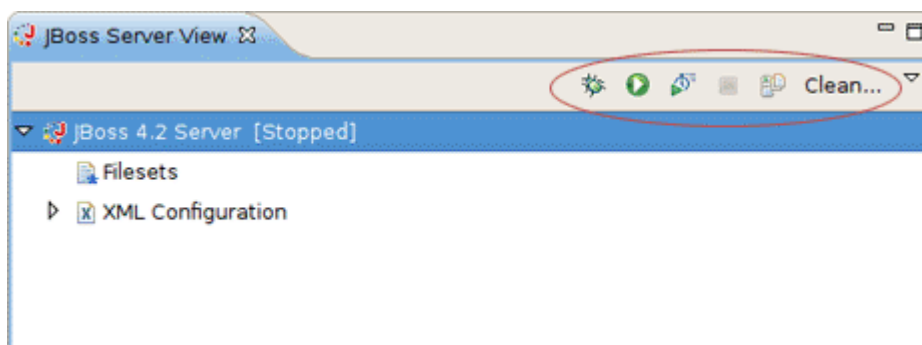 JBoss Server View
Clean...
JBoss 4.2 Server [Stopped]
Filesets
XML Configuration